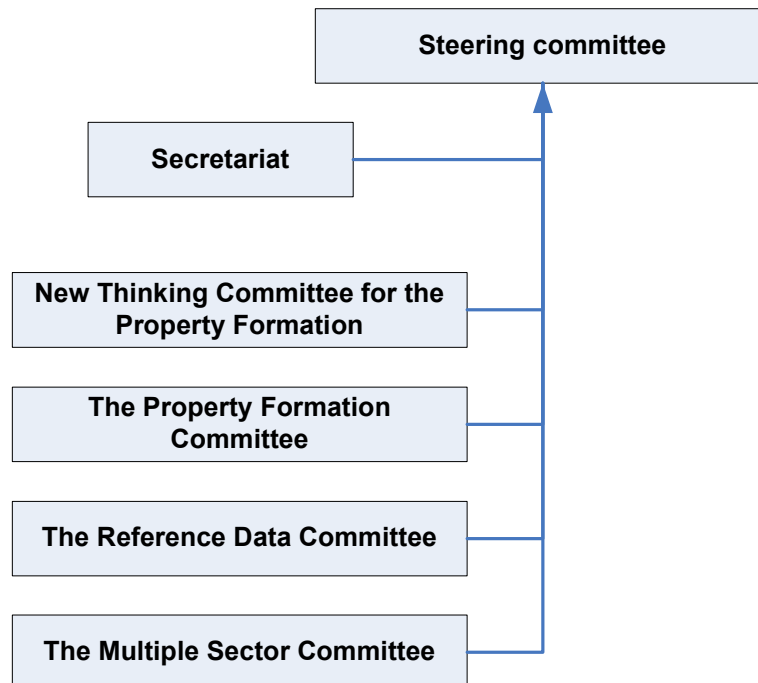 Steering committee
Secretariat
New Thinking Committee for the
Property Formation
The Property Formation
Committee
The Reference Data Committee
The Multiple Sector Committee